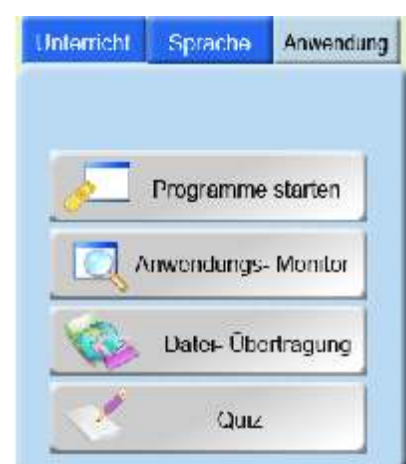 Unterricht Sprache Anwendung
Programme starten
Anwendungs- Monitor
Datei- Übertragung
Quiz